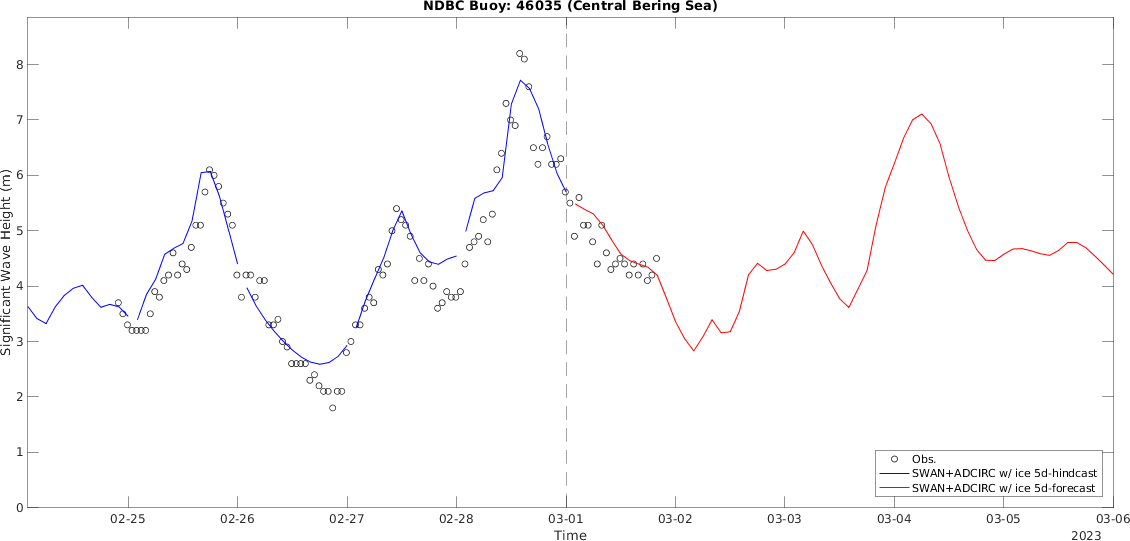 NDBC Buoy: 46035 (Central Bering Sea)
Significant Wave Height (m)
8
7
6
5
4
3
2
1
0
Obs.
SWAN+ADCIRC w/ ice 5d-hindcast
SWAN+ADCIRC w/ ice 5d-forecast
02-25 02-26 02-27 02-28 03-01 03-02 03-03 03-04 03-05 03-06
Time
2023